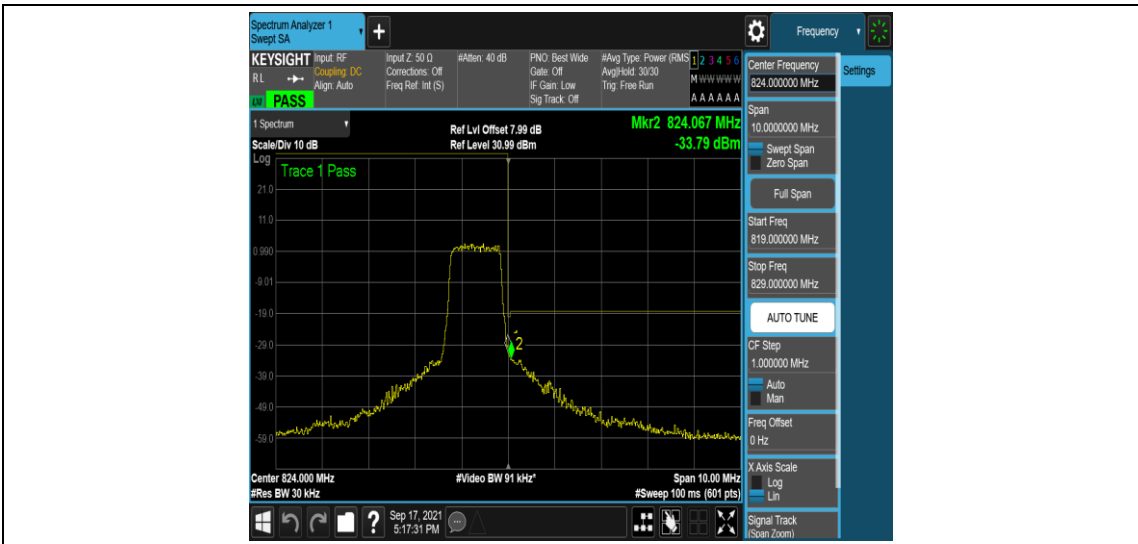 Spectrum Analyzer 1
Swept SA
+
Frequency
KEYSIGHT
RL
LXI PASS
Input: RF
Coupling: DC
Align: Auto
Input Z: 50 Ω
Corrections: Off
Freq Ref: Int (S)
#Atten: 40 dB
PNO: Best Wide
Gate: Off
IF Gain: Low
Sig Track: Off
#Avg Type: Power (RMS
Avg|Hold: 30/30
Trig: Free Run
1 2 3 4 5 6
M W W W W W
A A A A A A
1 Spectrum
Scale/Div 10 dB
Ref Lvl Offset 7.99 dB
Ref Level 30.99 dBm
Mkr2 824.067 MHz
-33.79 dBm
Log
Trace 1 Pass
21.0
11.0
0.990
-9.01
-19.0
-29.0
-39.0
-49.0
-59.0
2
Center 824.000 MHz
#Res BW 30 kHz
#Video BW 91 kHz*
Span 10.00 MHz
#Sweep 100 ms (601 pts)
?
Sep 17, 2021
5:17:31 PM
Center Frequency
824.000000 MHz
Settings
Span
10.0000000 MHz
Swept Span
Zero Span
Full Span
Start Freq
819.000000 MHz
Stop Freq
829.000000 MHz
AUTO TUNE
CF Step
1.000000 MHz
Auto
Man
Freq Offset
0 Hz
X Axis Scale
Log
Lin
Signal Track
(Span Zoom)